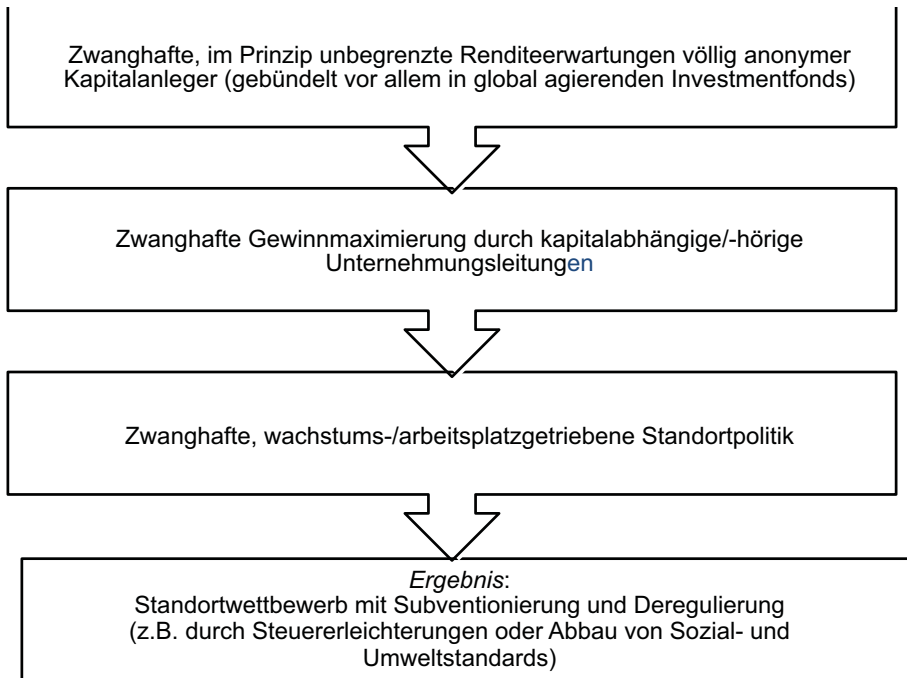 Zwanghafte, im Prinzip unbegrenzte Renditeerwartungen völlig anonymer
Kapitalanleger (gebündelt vor allem in global agierenden Investmentfonds)
Zwanghafte Gewinnmaximierung durch kapitalabhängige/-hörige
Unternehmungsleitungen
Zwanghafte, wachstums-/arbeitsplatzgetriebene Standortpolitik
Ergebnis:
Standortwettbewerb mit Subventionierung und Deregulierung
(z.B. durch Steuererleichterungen oder Abbau von Sozial- und
Umweltstandards)